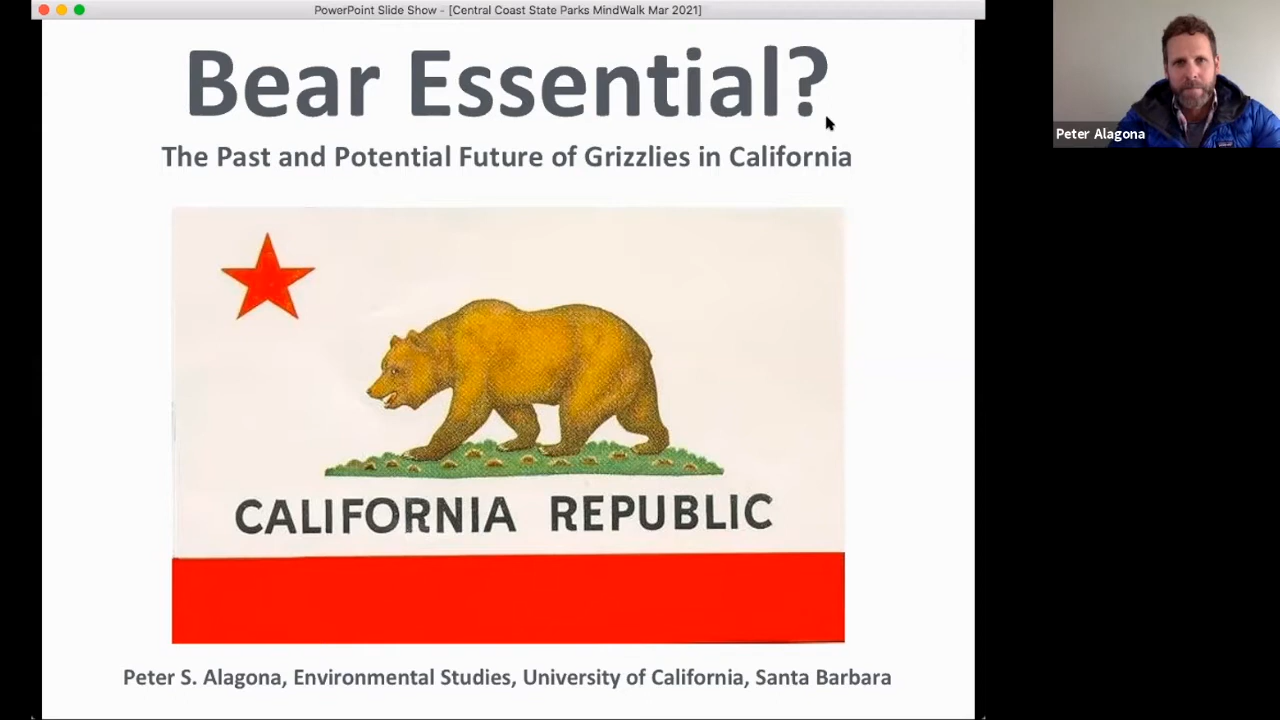 PowerPoint Slide Show - [Central Coast State Parks MindWalk Mar 2021]
Bear Essential?
The Past and Potential Future of Grizzlies in California
CALIFORNIA REPUBLIC
Peter S. Alagona, Environmental Studies, University of California, Santa Barbara
Peter Alagona